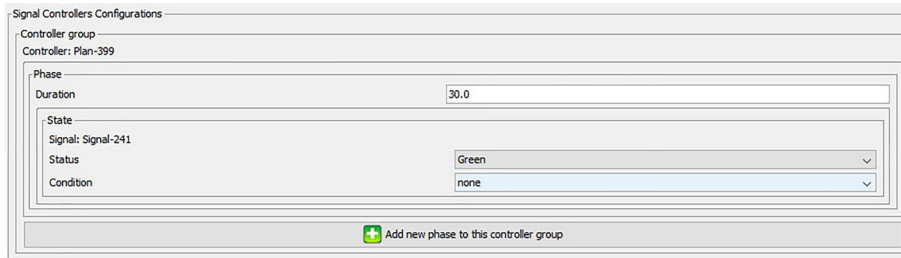 Signal Controllers Configurations
Controller group
Controller: Plan-399
Phase
Duration 30.0
State
Signal: Signal-241
Status Green
Condition none
Add new phase to this controller group